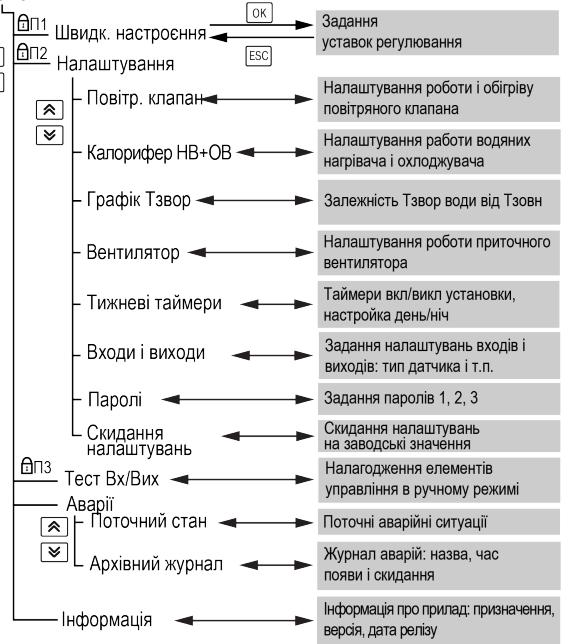 П1
Швидк. настроєння
OK
Задання
уставок регулювання
П2
Налаштування
ESC
Повітр. клапан
Налаштування роботи і обігріву
повітряного клапана
Калорифер НВ+ОВ
Налаштування работи водяних
нагрівача і охлоджувача
Графік Тзвор
Залежність Тзвор води від Тзовн
Вентилятор
Налаштування роботи приточного
вентилятора
Тижневі таймери
Таймери вкл/викл установки,
настройка день/ніч
Входи і виходи
Задання налаштувань входів і
виходів: тип датчика і т.п.
Паролі
Задання паролів 1, 2, 3
Скидання
налаштувань
Скидання налаштувань
на заводські значення
П3
Тест Вх/Вих
Налагодження елементів
управління в ручному режимі
Аварії
Поточний стан
Поточні аварійні ситуації
Архівний журнал
Журнал аварій: назва, час
появи і скидання
Інформація
Інформація про прилад: призначення,
версія, дата релізу